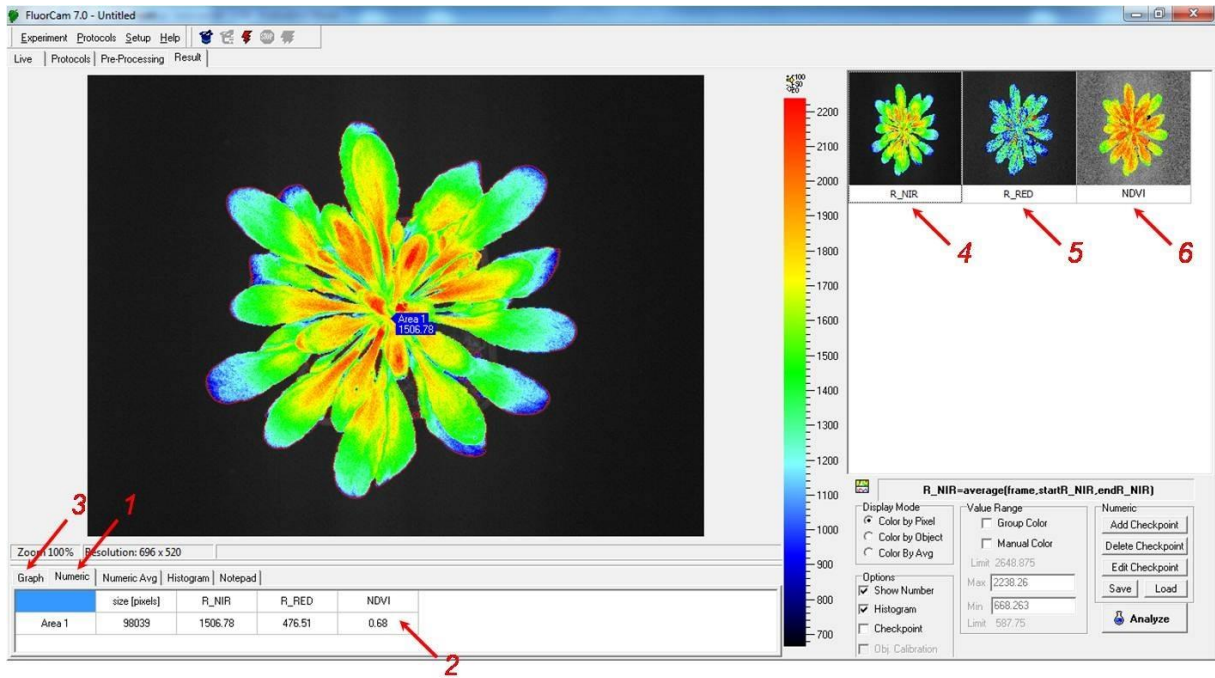 FluorCam 7.0 - Untitled
Experiment Protocols Setup Help
Live Protocols Pre-Processing Result
Area 1
1506.78
2200
2100
2000
1900
1800
1700
1600
1500
1400
1300
1200
1100
1000
900
800
700
R_NIR R_RED NDVI
4 5 6
R_NIR=average(frame,startR_NIR,endR_NIR)
Display Mode
Color by Pixel
Color by Object
Color By Avg
Options
Show Number
Histogram
Checkpoint
Obj. Calibration
Value Range
Group Color
Manual Color
Limit 2648.875
Max 2238.26
Min 668.263
Limit 587.75
Numeric
Add Checkpoint
Delete Checkpoint
Edit Checkpoint
Save Load
Analyze
3 1
Zoom 100% Resolution: 696 x 520
Graph Numeric Numeric Avg Histogram Notepad
size [pixels] R_NIR R_RED NDVI
Area 1 98039 1506.78 476.51 0.68
2